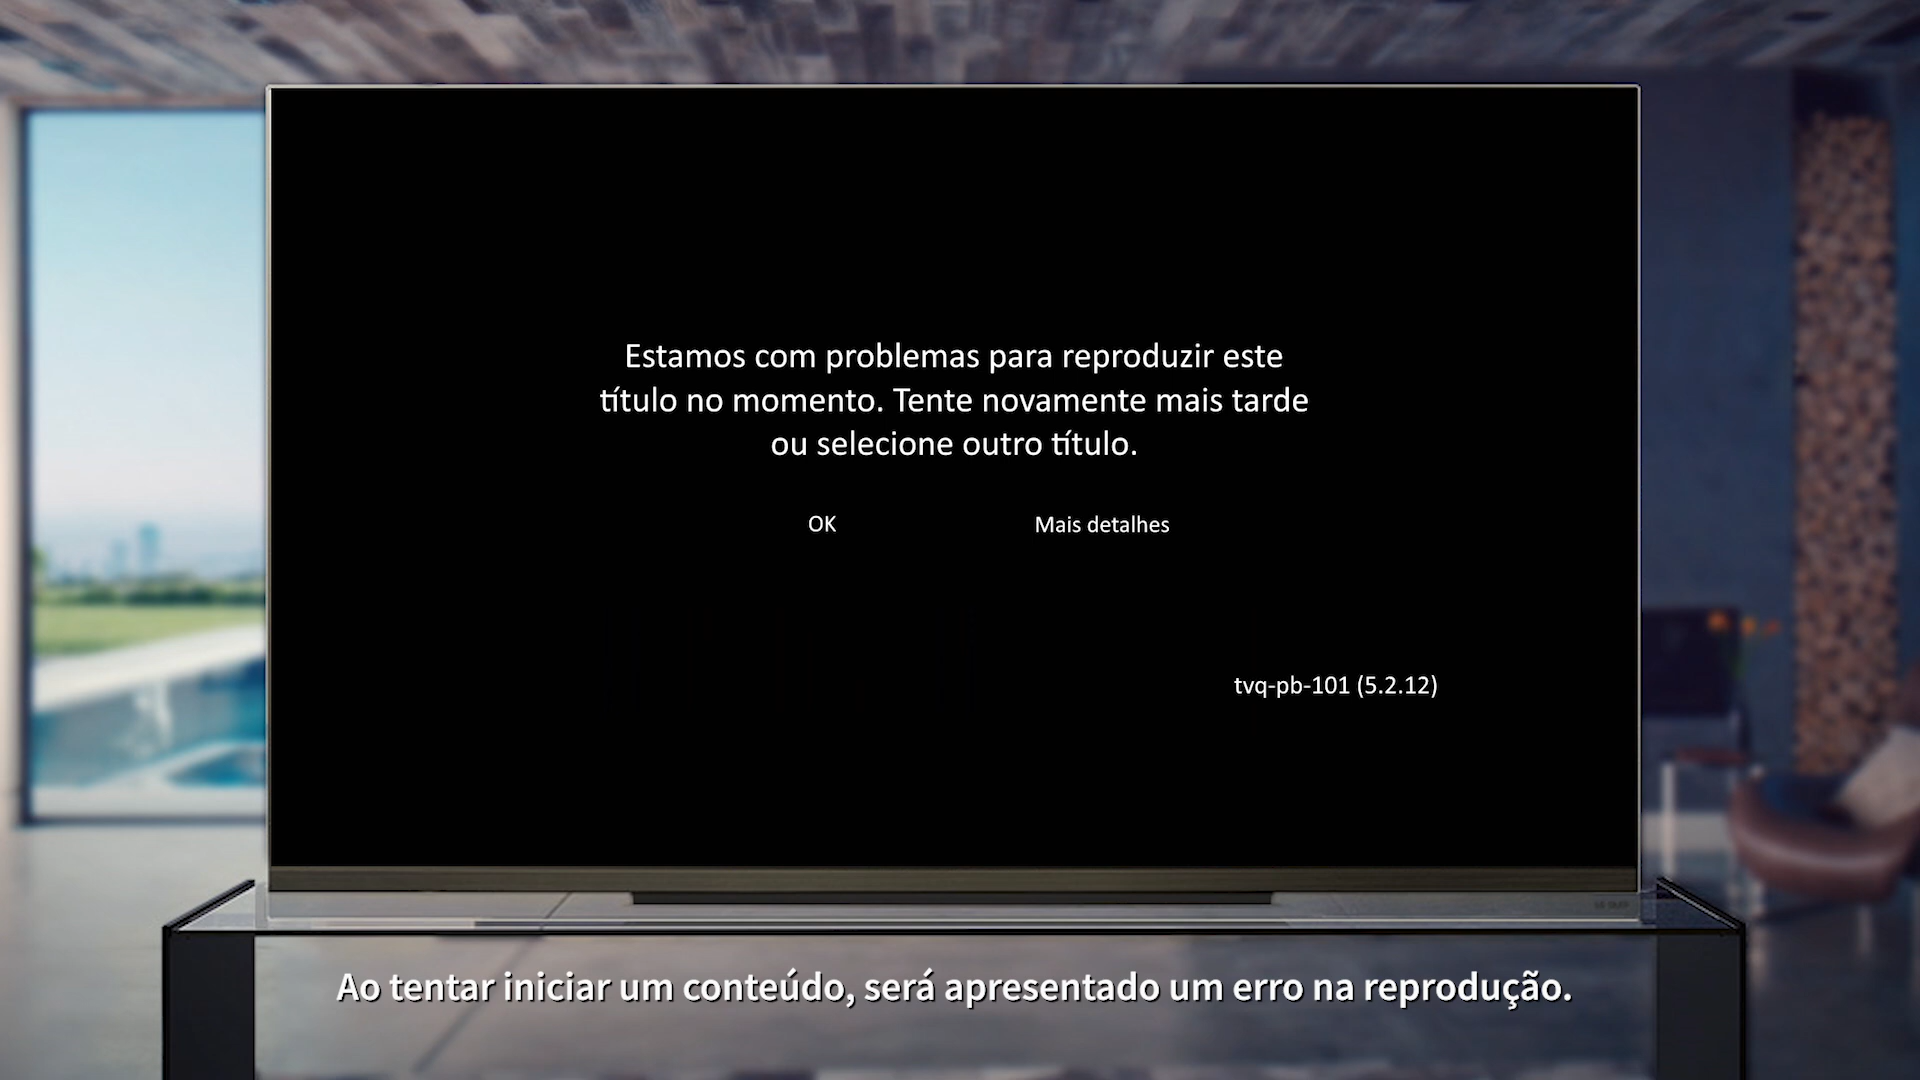 Estamos com problemas para reproduzir este
título no momento. Tente novamente mais tarde
ou selecione outro título.
OK
Mais detalhes
tvq-pb-101 (5.2.12)
Ao tentar iniciar um conteúdo, será apresentado um erro na reprodução.